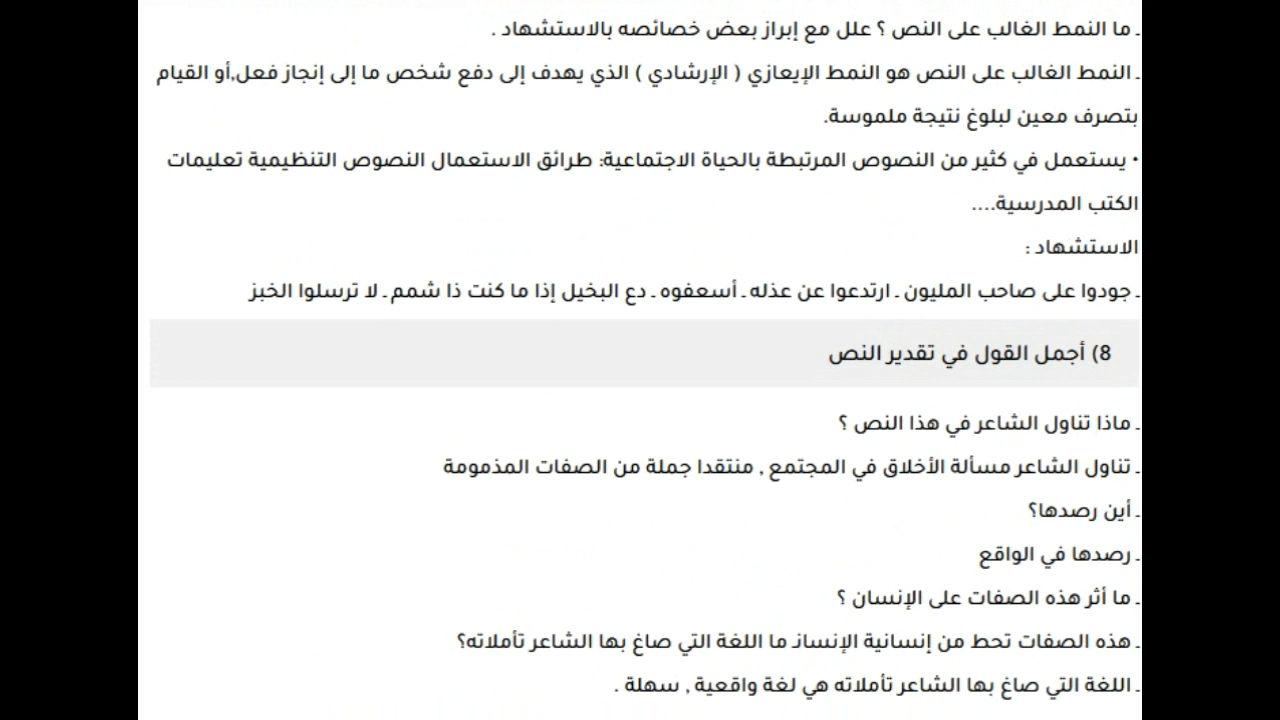 ـ ما النمط الغالب على النص ؟ علل مع إبراز بعض خصائصه بالاستشهاد .
ـ النمط الغالب على النص هو النمط الإيعازي ( الإرشادي ) الذي يهدف إلى دفع شخص ما إلى إنجاز فعل,أو القيام
بتصرف معين لبلوغ نتيجة ملموسة.
• يستعمل في كثير من النصوص المرتبطة بالحياة الاجتماعية: طرائق الاستعمال النصوص التنظيمية تعليمات
الكتب المدرسية....
الاستشهاد :
ـ جودوا على صاحب المليون ـ ارتدعوا عن عذله ـ أسعفوه ـ دع البخيل إذا ما كنت ذا شمم ـ لا ترسلوا الخبز
8) أجمل القول في تقدير النص
ـ ماذا تناول الشاعر في هذا النص ؟
ـ تناول الشاعر مسألة الأخلاق في المجتمع , منتقدا جملة من الصفات المذمومة
ـ أين رصدها؟
ـ رصدها في الواقع
ـ ما أثر هذه الصفات على الإنسان ؟
ـ هذه الصفات تحط من إنسانية الإنسانـ ما اللغة التي صاغ بها الشاعر تأملاته؟
ـ اللغة التي صاغ بها الشاعر تأملاته هي لغة واقعية , سهلة .